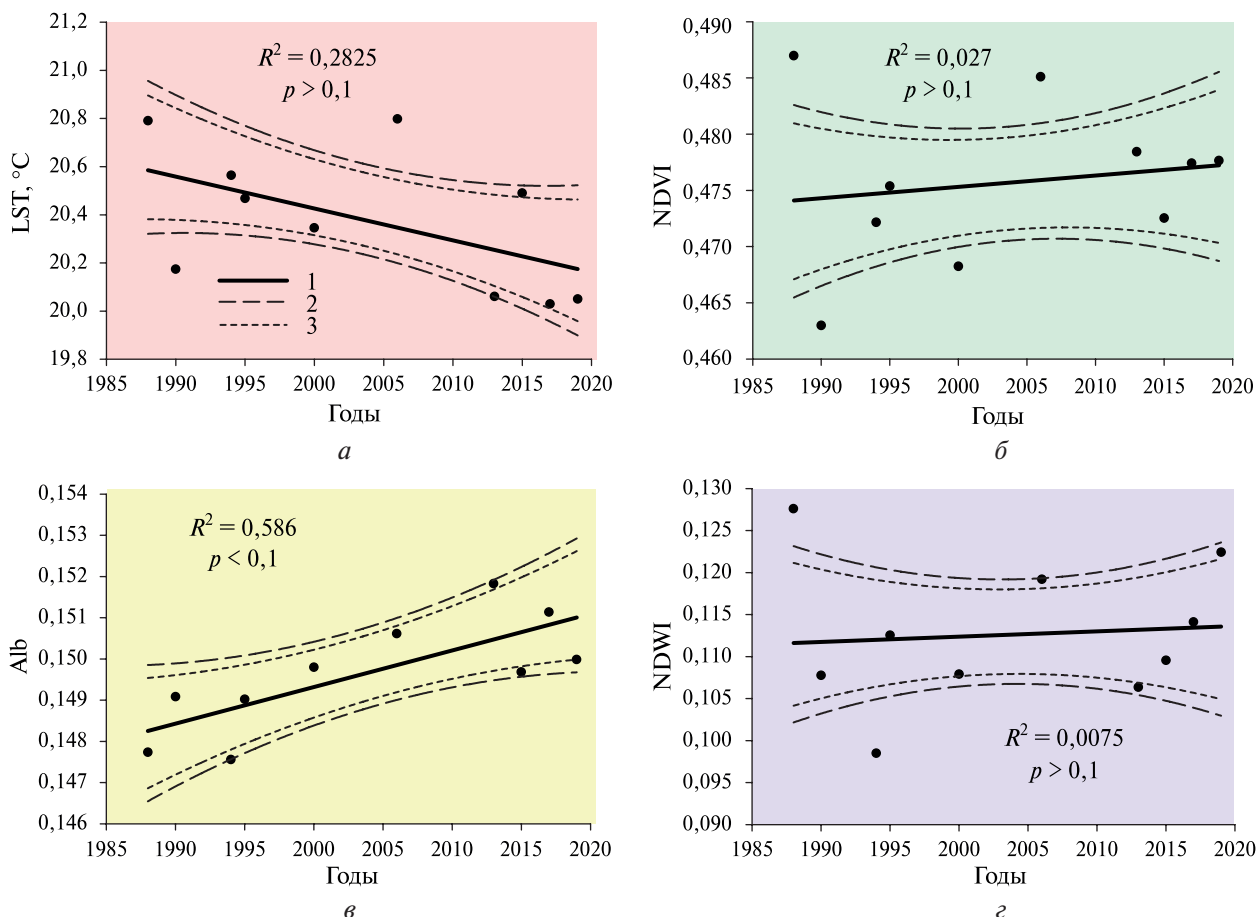 21,2
21,0
20,8
20,6
20,4
20,2
20,0
19,8
LST, °C
R² = 0,2825
p > 0,1
1
2
3
1985 1990 1995 2000 2005 2010 2015 2020
Годы
а
0,490
0,485
0,480
0,475
0,470
0,465
0,460
NDVI
R² = 0,027
p > 0,1
1985 1990 1995 2000 2005 2010 2015 2020
Годы
б
0,154
0,153
0,152
0,151
0,150
0,149
0,148
0,147
0,146
Alb
R² = 0,586
p < 0,1
1985 1990 1995 2000 2005 2010 2015 2020
Годы
в
0,130
0,125
0,120
0,115
0,110
0,105
0,100
0,095
0,090
NDWI
R² = 0,0075
p > 0,1
1985 1990 1995 2000 2005 2010 2015 2020
Годы
г